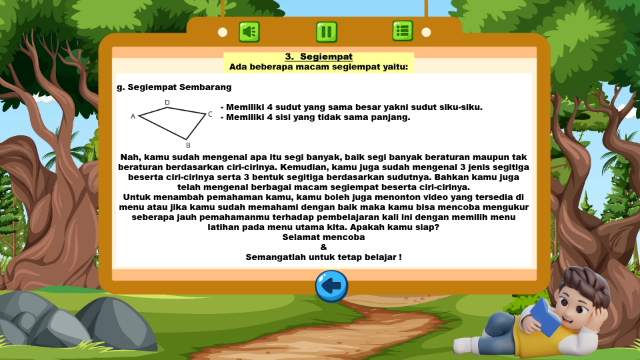 3. Segiempat
Ada beberapa macam segiempat yaitu:
g. Segiempat Sembarang
D
A
C
B
- Memiliki 4 sudut yang sama besar yakni sudut siku-siku.
- Memiliki 4 sisi yang tidak sama panjang.
Nah, kamu sudah mengenal apa itu segi banyak, baik segi banyak beraturan maupun tak
beraturan berdasarkan ciri-cirinya. Kemudian, kamu juga sudah mengenal 3 jenis segitiga
beserta ciri-cirinya serta 3 bentuk segitiga berdasarkan sudutnya. Bahkan kamu juga
telah mengenal berbagai macam segiempat beserta ciri-cirinya.
Untuk menambah pemahaman kamu, kamu boleh juga menonton video yang tersedia di
menu atau jika kamu sudah memahami dengan baik maka kamu bisa mencoba mengukur
seberapa jauh pemahamanmu terhadap pembelajaran kali ini dengan memilih menu
latihan pada menu utama kita. Apakah kamu siap?
Selamat mencoba
&
Semangatlah untuk tetap belajar !